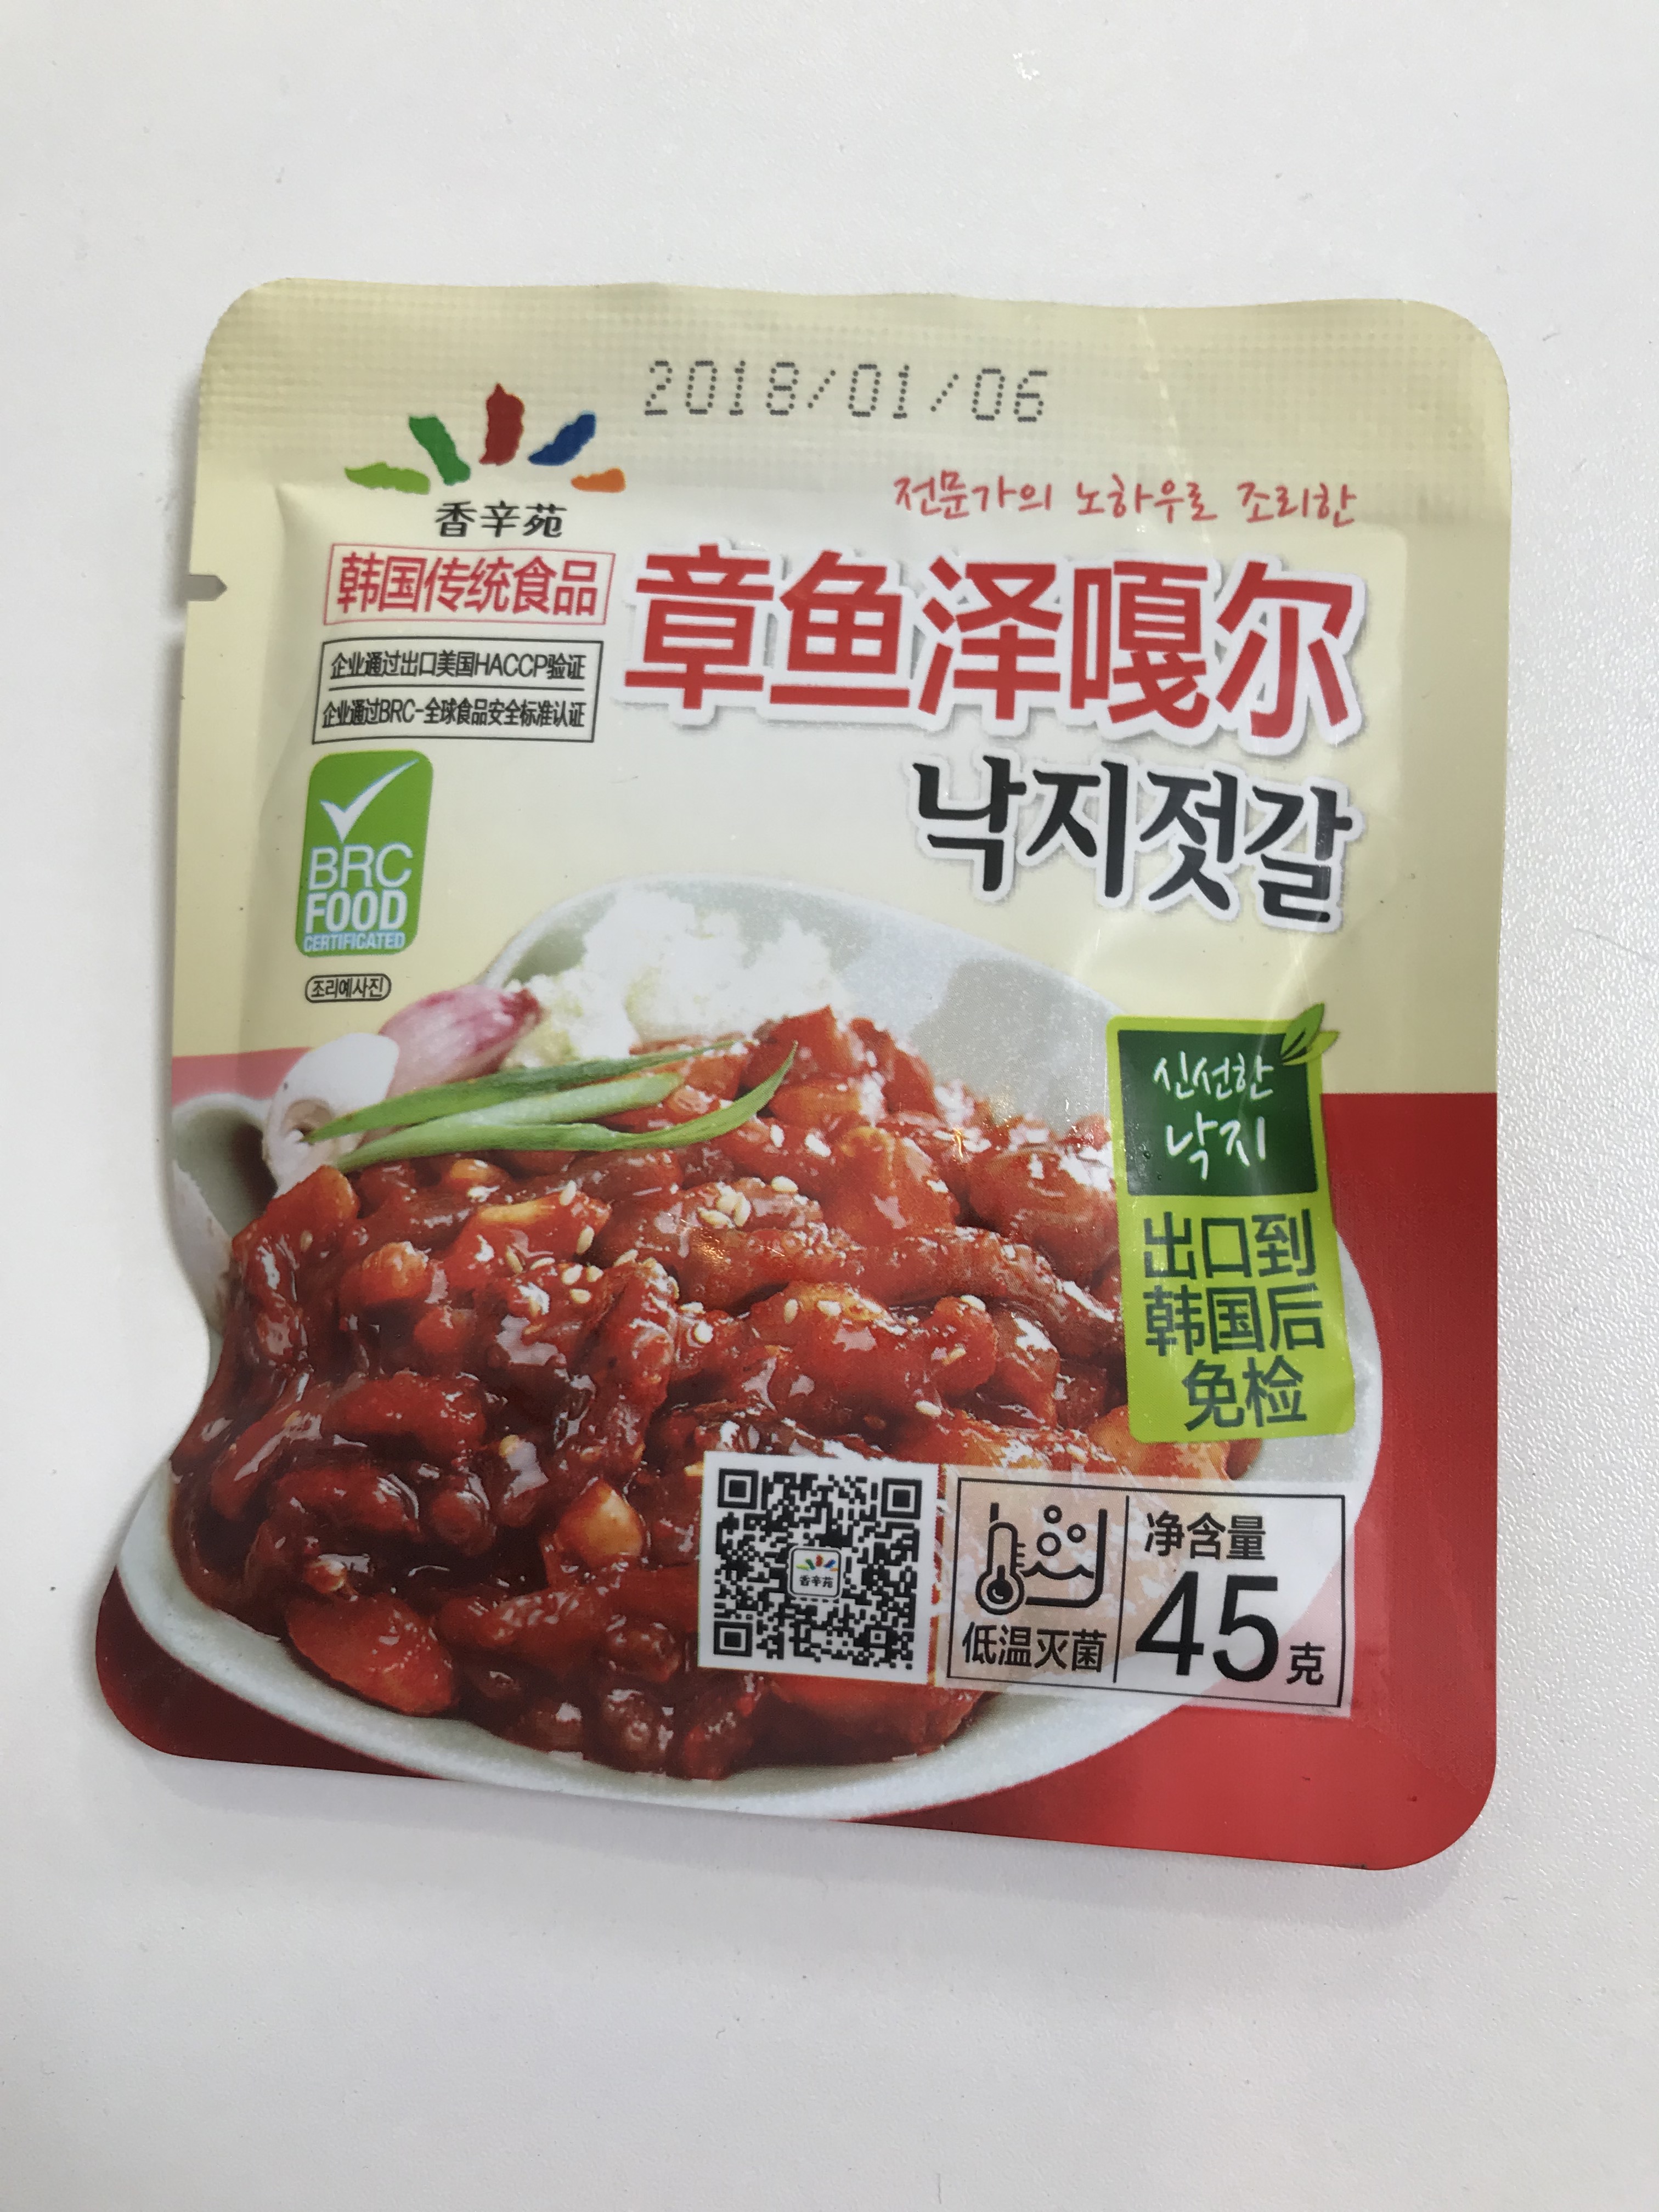 2018/01/06
香辛苑
전문가의 노하우로 조리한
韩国传统食品
章鱼泽嘎尔
企业通过出口美国HACCP验证
企业通过BRC-全球食品安全标准认证
낙지젓갈
BRC
FOOD
CERTIFICATED
조리예사진
신선한
낙지
出口到
韩国后
免检
香辛苑
低温灭菌
净含量
45克